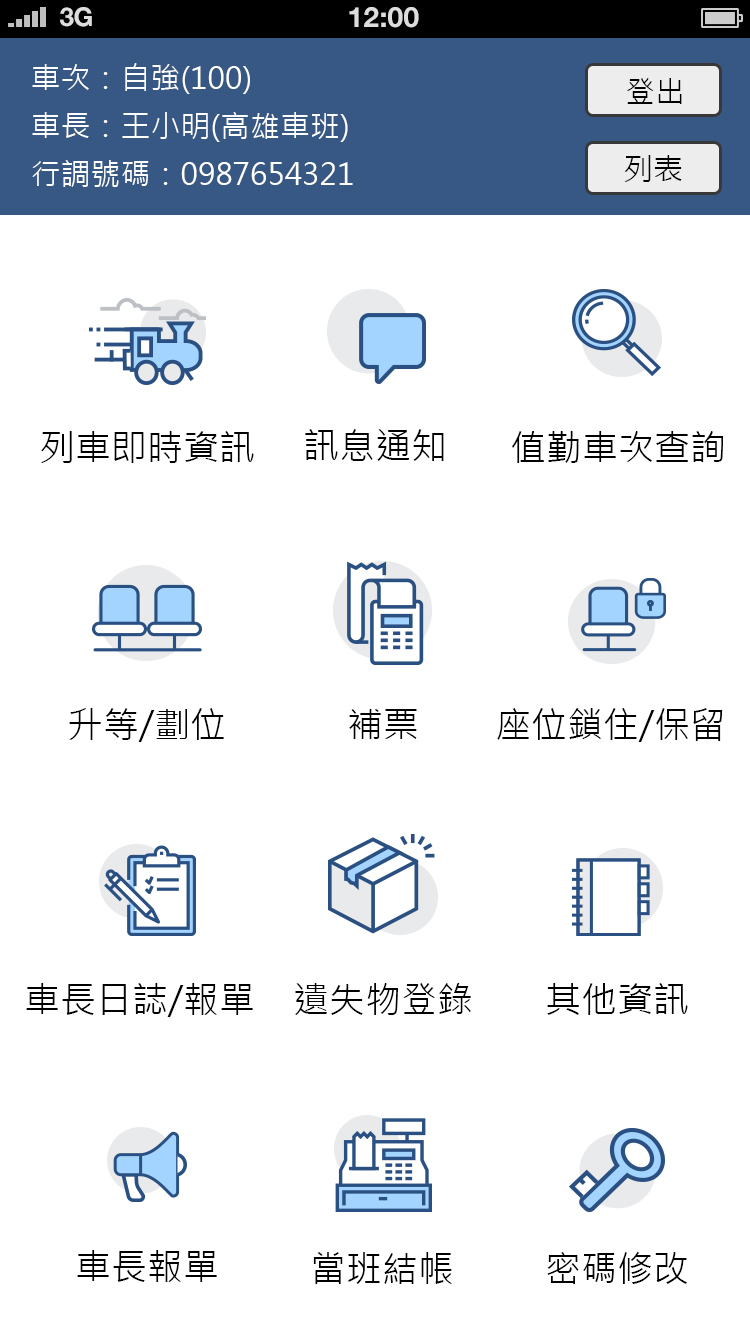 3G 12:00
車次：自強(100)
登出
車長：王小明(高雄車班)
列表
行調號碼：0987654321
列車即時資訊 訊息通知 值勤車次查詢
升等/劃位 補票 座位鎖住/保留
車長日誌/報單 遺失物登錄 其他資訊
車長報單 當班結帳 密碼修改